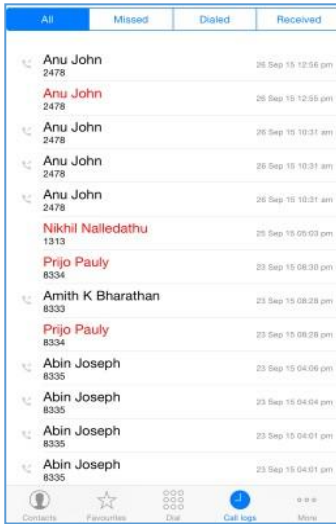 All Missed Dialed Received
Anu John
2478
26 Sep 15 12:56 pm
Anu John
2478
26 Sep 15 12:55 pm
Anu John
2478
26 Sep 15 10:31 am
Anu John
2478
26 Sep 15 10:31 am
Anu John
2478
26 Sep 15 10:31 am
Nikhil Nalledathu
1313
25 Sep 15 05:03 pm
Prijo Pauly
8334
23 Sep 15 08:30 pm
Amith K Bharathan
8333
23 Sep 15 08:28 pm
Prijo Pauly
8334
23 Sep 15 08:28 pm
Abin Joseph
8335
23 Sep 15 04:06 pm
Abin Joseph
8335
23 Sep 15 04:04 pm
Abin Joseph
8335
23 Sep 15 04:01 pm
Abin Joseph
8335
23 Sep 15 04:01 pm
Contacts Favourites Dial Call logs More